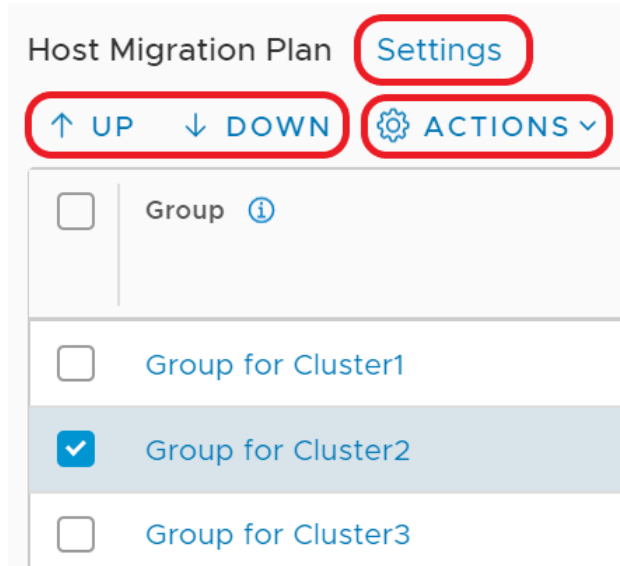 Host Migration Plan Settings
↑ UP ↓ DOWN ACTIONS
Group
Group for Cluster1
Group for Cluster2
Group for Cluster3